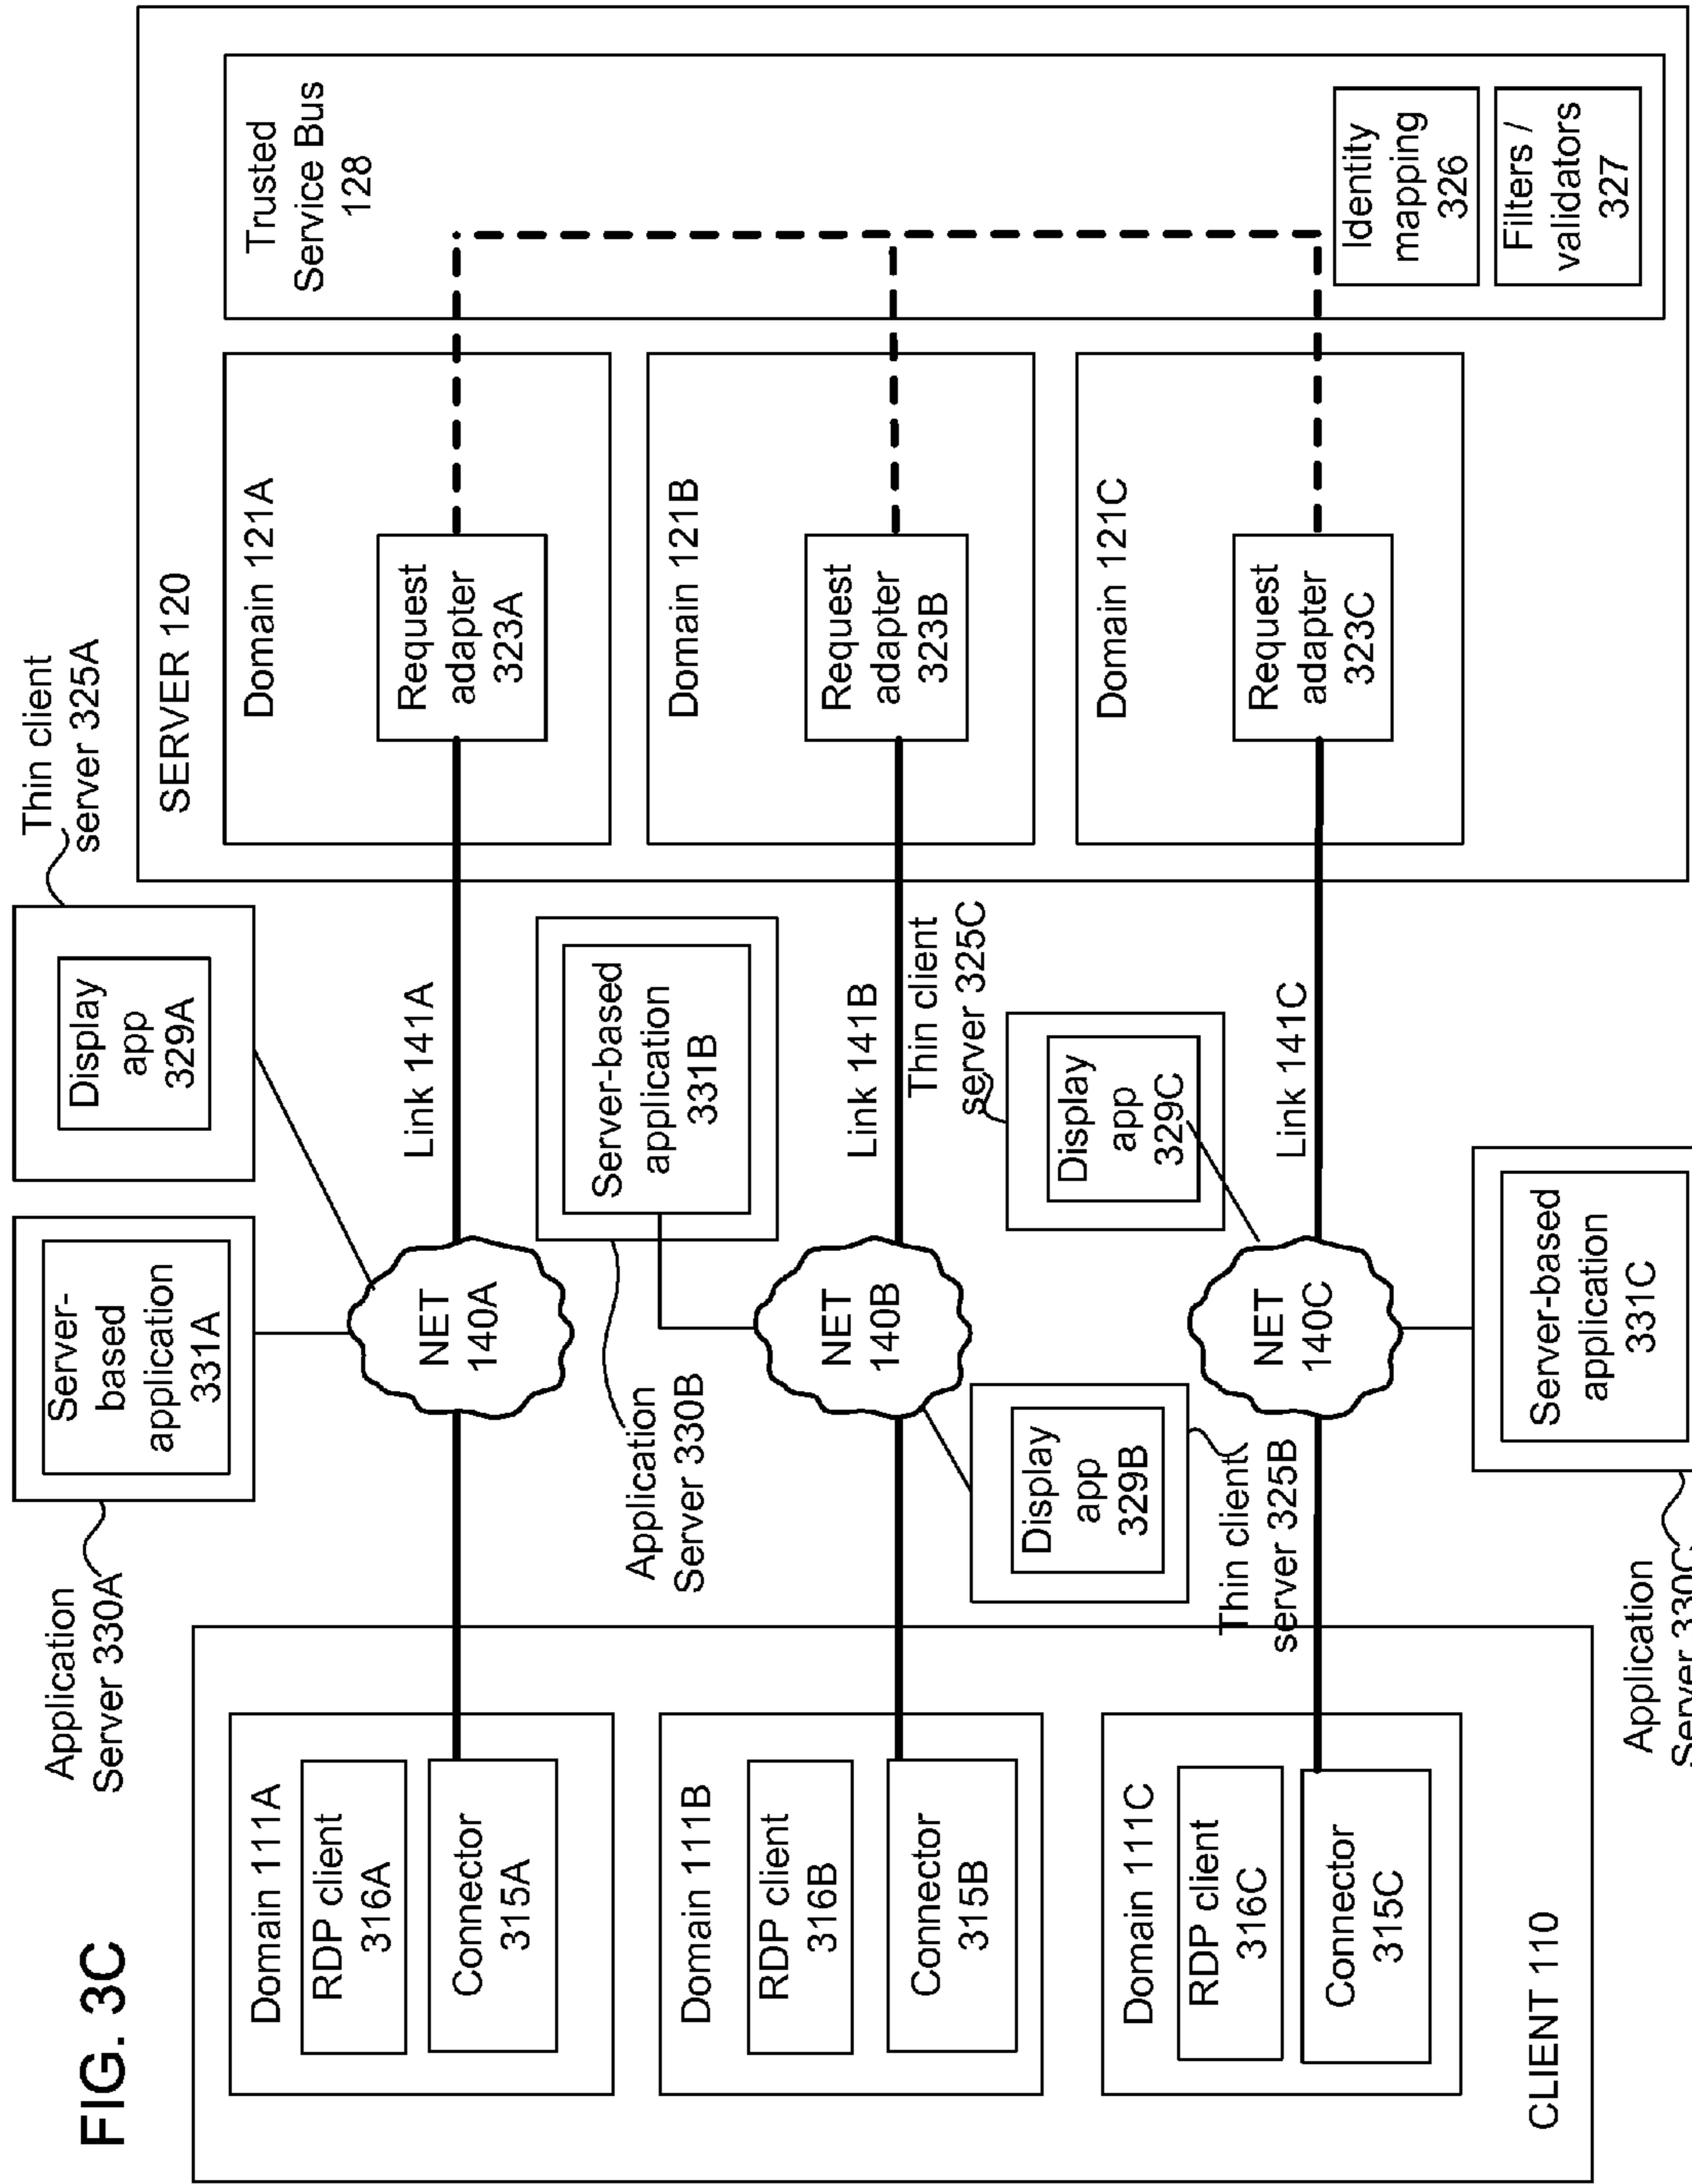 FIG. 3C
Application
Server 330A
Server-
based
application
331A
Display
app
329A
Thin client
server 325A
Domain 111A
RDP client
316A
Connector
315A
NET
140A
Link 141A
SERVER 120
Domain 121A
Request
adapter
323A
Trusted
Service Bus
128
Application
Server 330B
Server-based
application
331B
Domain 111B
RDP client
316B
Connector
315B
NET
140B
Link 141B
Domain 121B
Request
adapter
323B
Display
app
329B
Thin client
server 325B
Thin client
server 325C
Display
app
329C
Domain 111C
RDP client
316C
Connector
315C
NET
140C
Link 141C
Domain 121C
Request
adapter
323C
Identity
mapping
326
Filters /
validators
327
CLIENT 110
Application
Server 330C
Server-based
application
331C